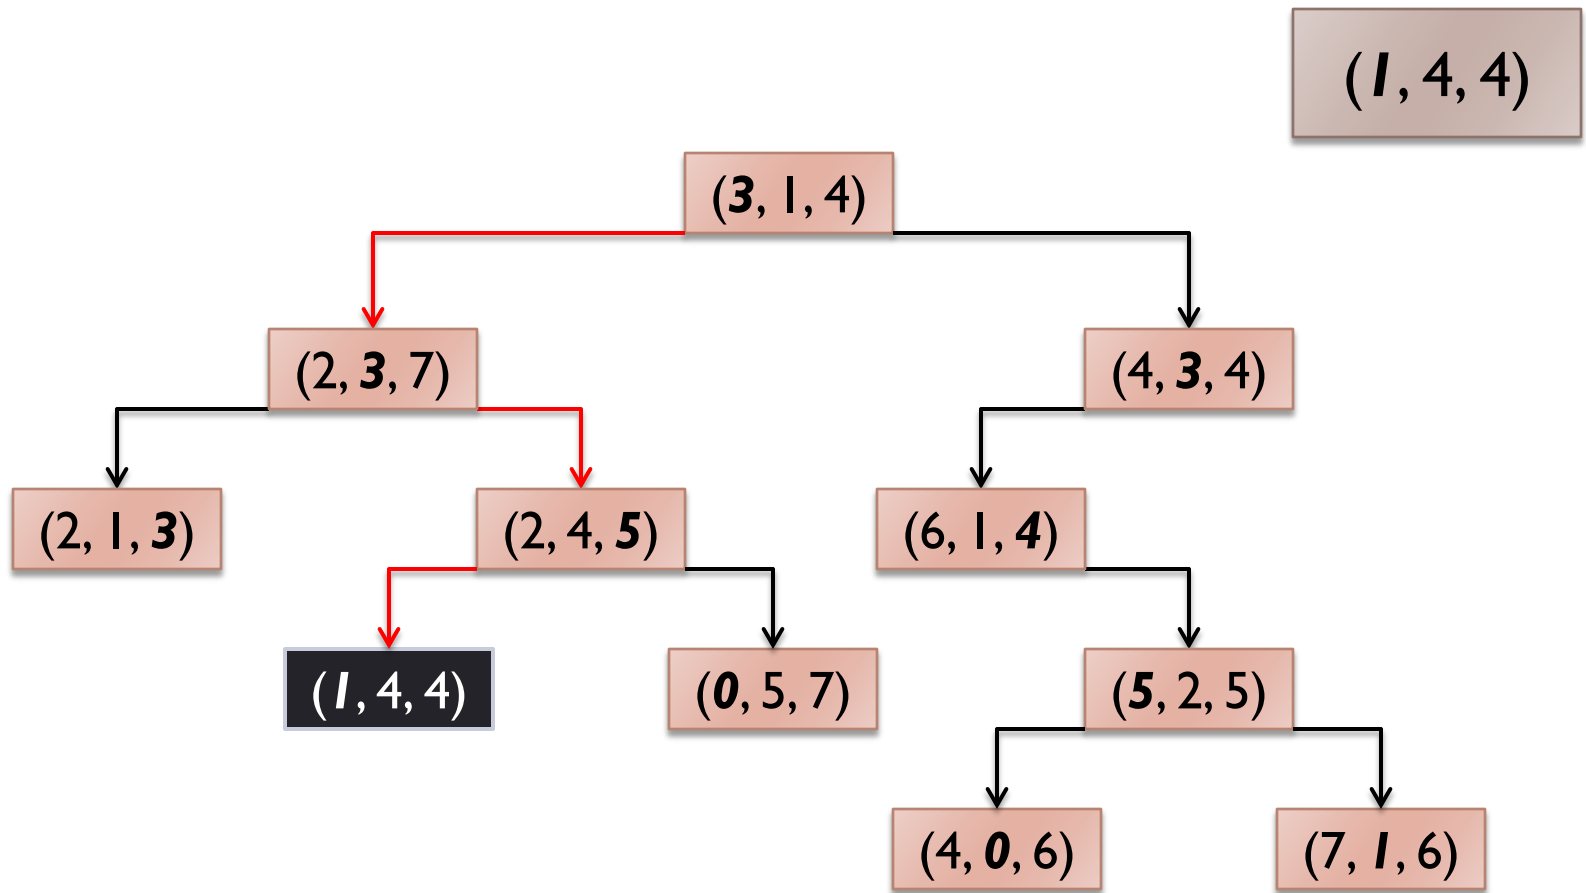 (1, 4, 4)
(3, 1, 4)
(2, 3, 7)
(4, 3, 4)
(2, 1, 3)
(2, 4, 5)
(6, 1, 4)
(1, 4, 4)
(0, 5, 7)
(5, 2, 5)
(4, 0, 6)
(7, 1, 6)